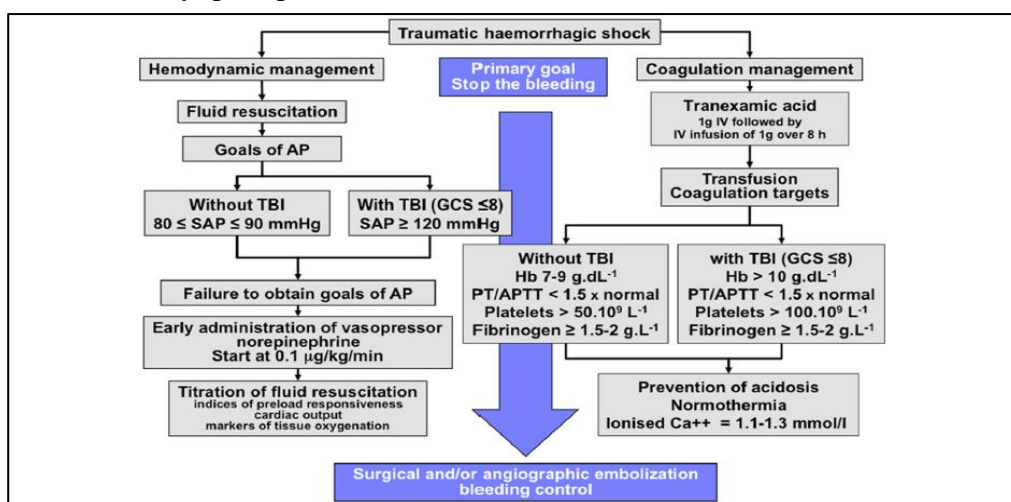 Traumatic haemorrhagic shock
Hemodynamic management
Fluid resuscitation
Goals of AP
Without TBI
80 ≤ SAP ≤ 90 mmHg
With TBI (GCS ≤8)
SAP ≥ 120 mmHg
Failure to obtain goals of AP
Early administration of vasopressor
norepinephrine
Start at 0.1 µg/kg/min
Titration of fluid resuscitation
indices of preload responsiveness
cardiac output
markers of tissue oxygenation
Primary goal
Stop the bleeding
Coagulation management
Tranexamic acid
1g IV followed by
IV infusion of 1g over 8 h
Transfusion
Coagulation targets
Without TBI
Hb 7-9 g.dL⁻¹
PT/APTT < 1.5 x normal
Platelets > 50.10⁹ L⁻¹
Fibrinogen ≥ 1.5-2 g.L⁻¹
with TBI (GCS ≤8)
Hb > 10 g.dL⁻¹
PT/APTT < 1.5 x normal
Platelets > 100.10⁹ L⁻¹
Fibrinogen ≥ 1.5-2 g.L⁻¹
Prevention of acidosis
Normothermia
Ionised Ca++ = 1.1-1.3 mmol/l
Surgical and/or angiographic embolization
bleeding control